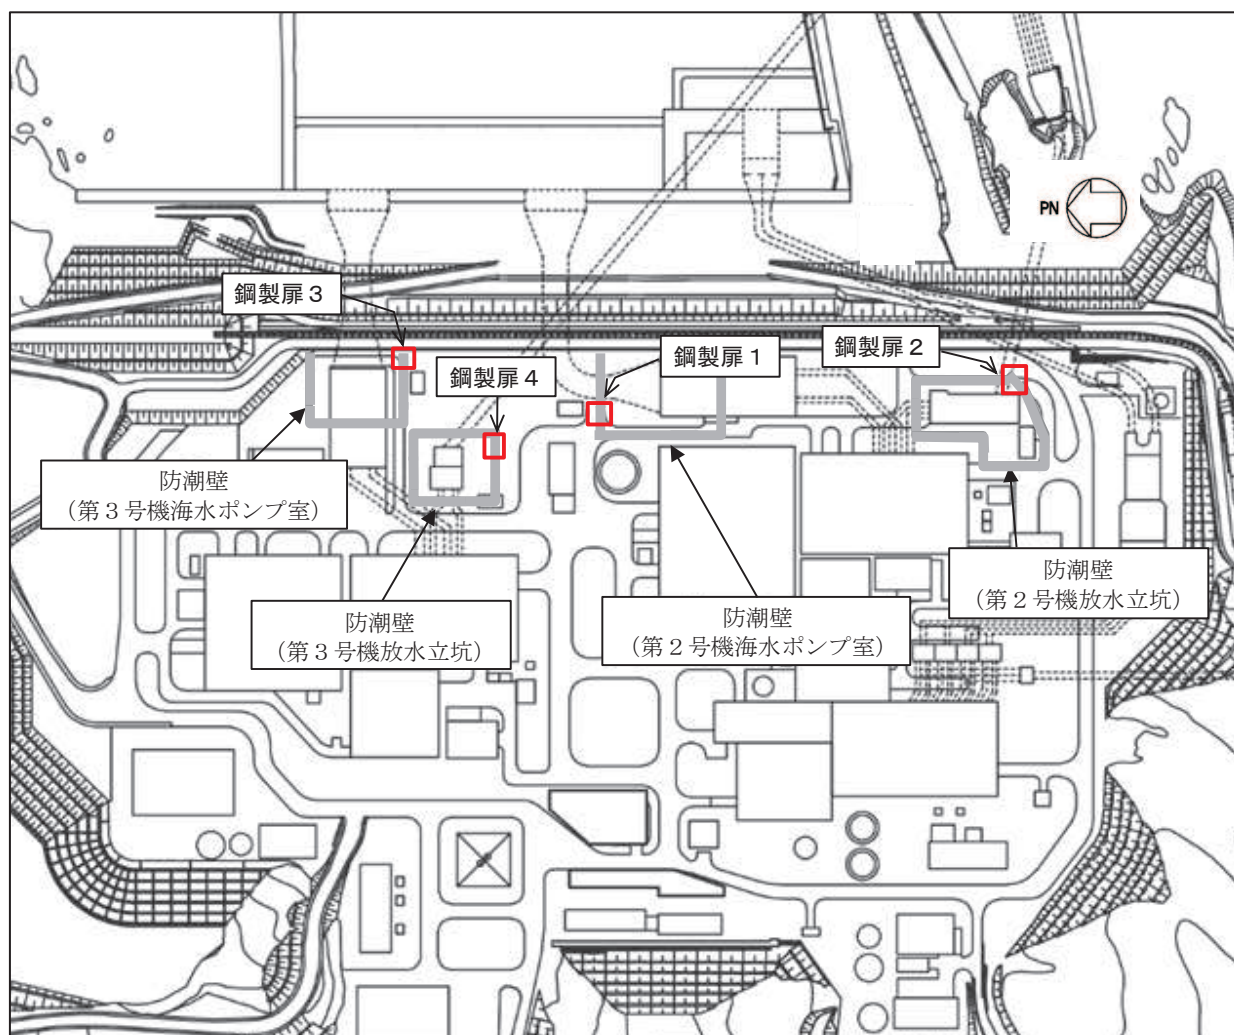 PN
鋼製扉３
鋼製扉４
鋼製扉１
鋼製扉２
防潮壁
（第３号機海水ポンプ室）
防潮壁
（第３号機放水立坑）
防潮壁
（第２号機海水ポンプ室）
防潮壁
（第２号機放水立坑）